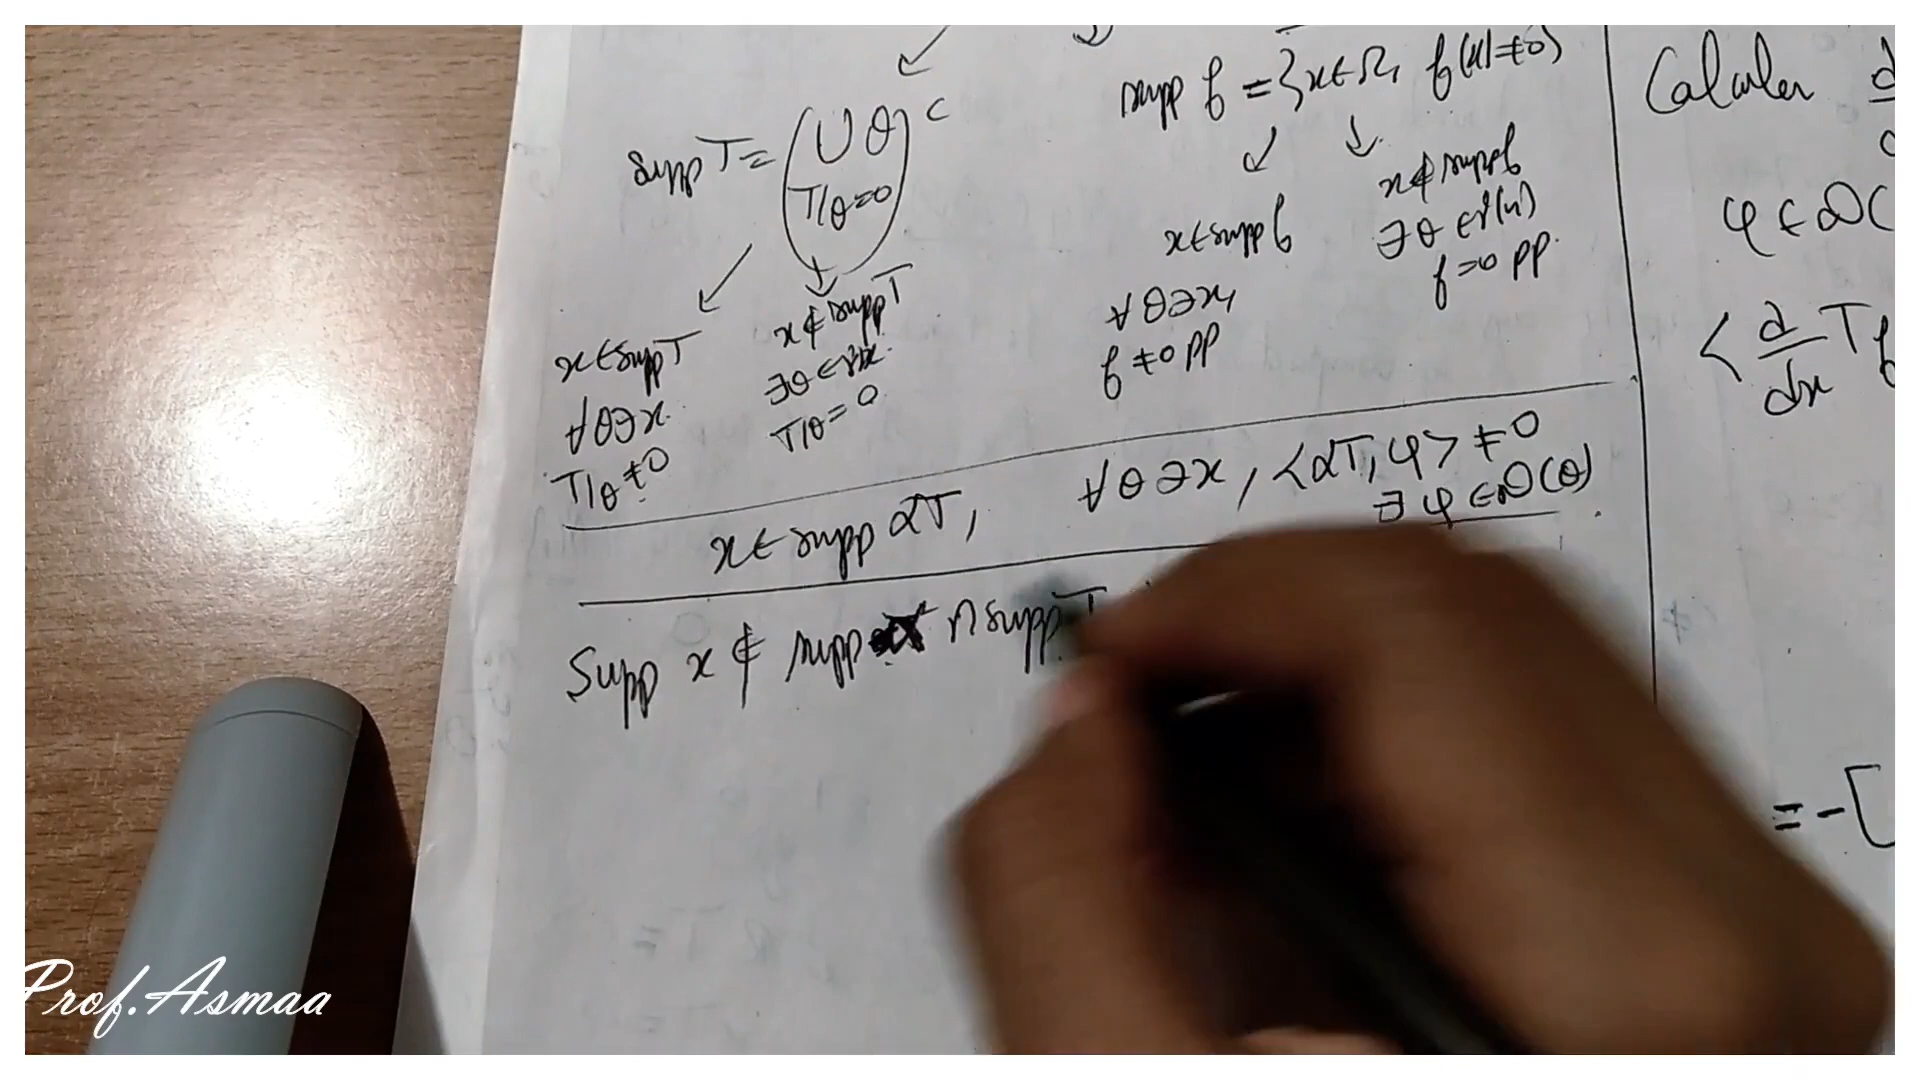 supp T = (∪θ)ᶜ
T/θ=0
x∈supp T
∀θ∋x
T/θ≠0
x∉supp T
∃θ∈
T/θ=0
supp f = {x∈Ω, f(x)≠0}
x∈supp f
∀θ∋x,
f≠0 pp
x∉supp f
∃θ∈V(x)
f=0 pp.
x∈supp αT, ∀θ∋x, <αT,φ>≠0
∃φ∈D(θ)
Supp x∉supp ∩ supp T
Calculer d
φ∈D(
< d/dx T f
= -[
Prof.Asmaa